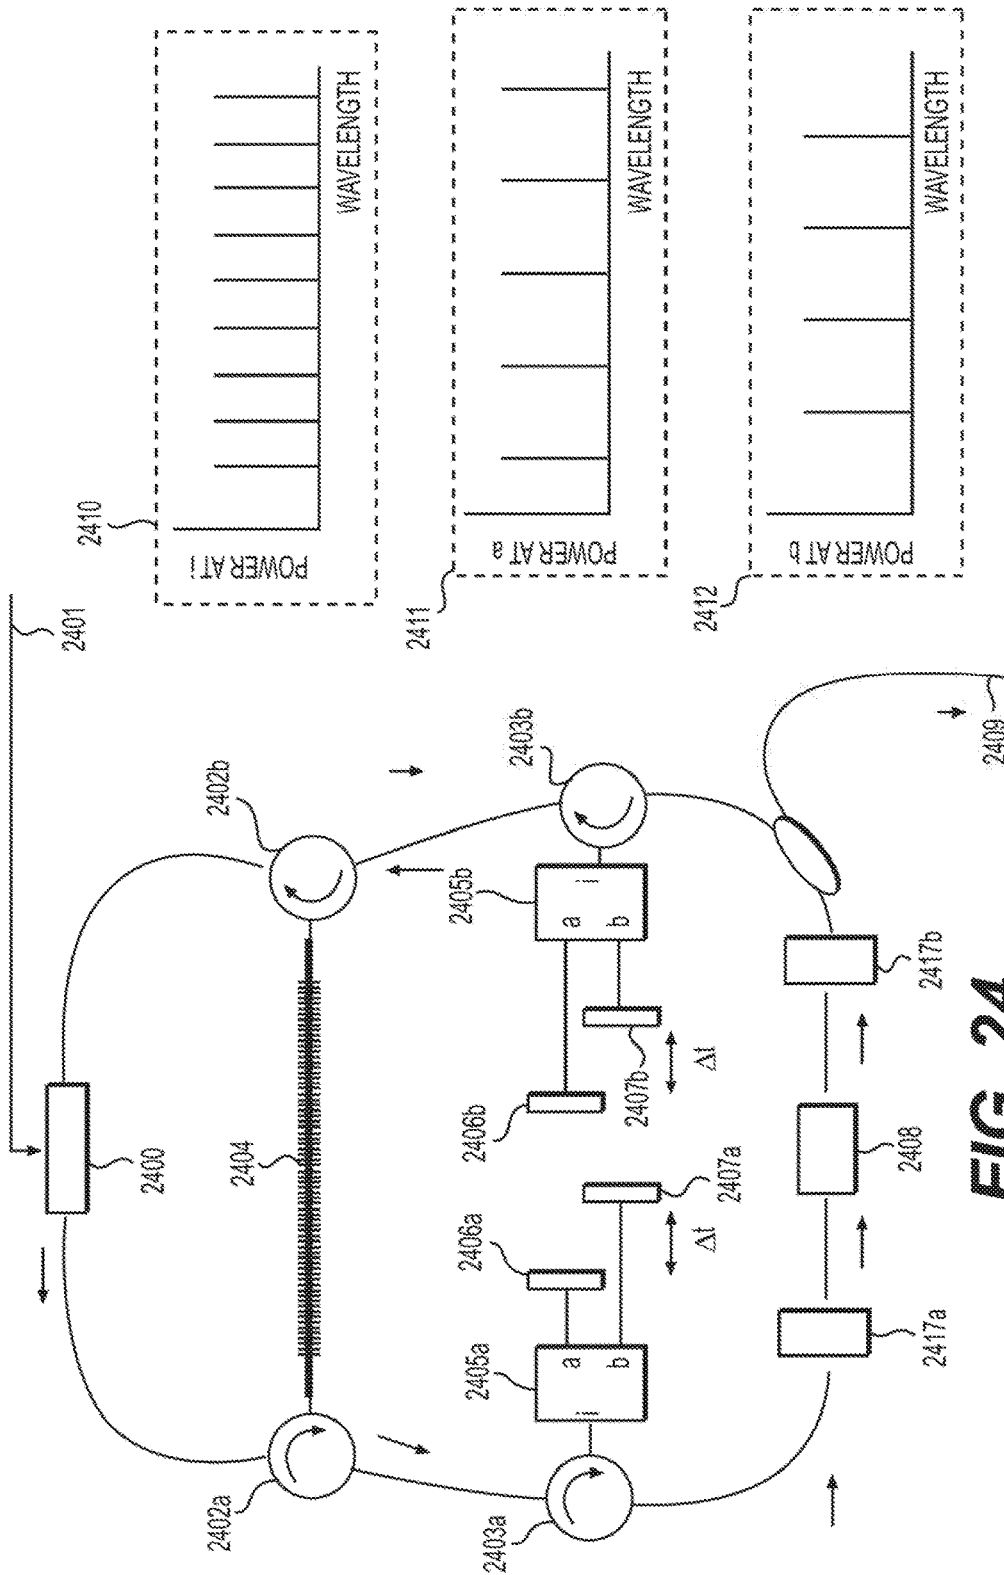 2401
2400
2402a
2402b
2404
2403a
2403b
2405a
i
a
b
2405b
i
a
b
2406a
2406b
2407a
2407b
Δt
Δt
2417a
2408
2417b
2409
2410
POWER AT i
WAVELENGTH
2411
POWER AT a
WAVELENGTH
2412
POWER AT b
WAVELENGTH
FIG. 24